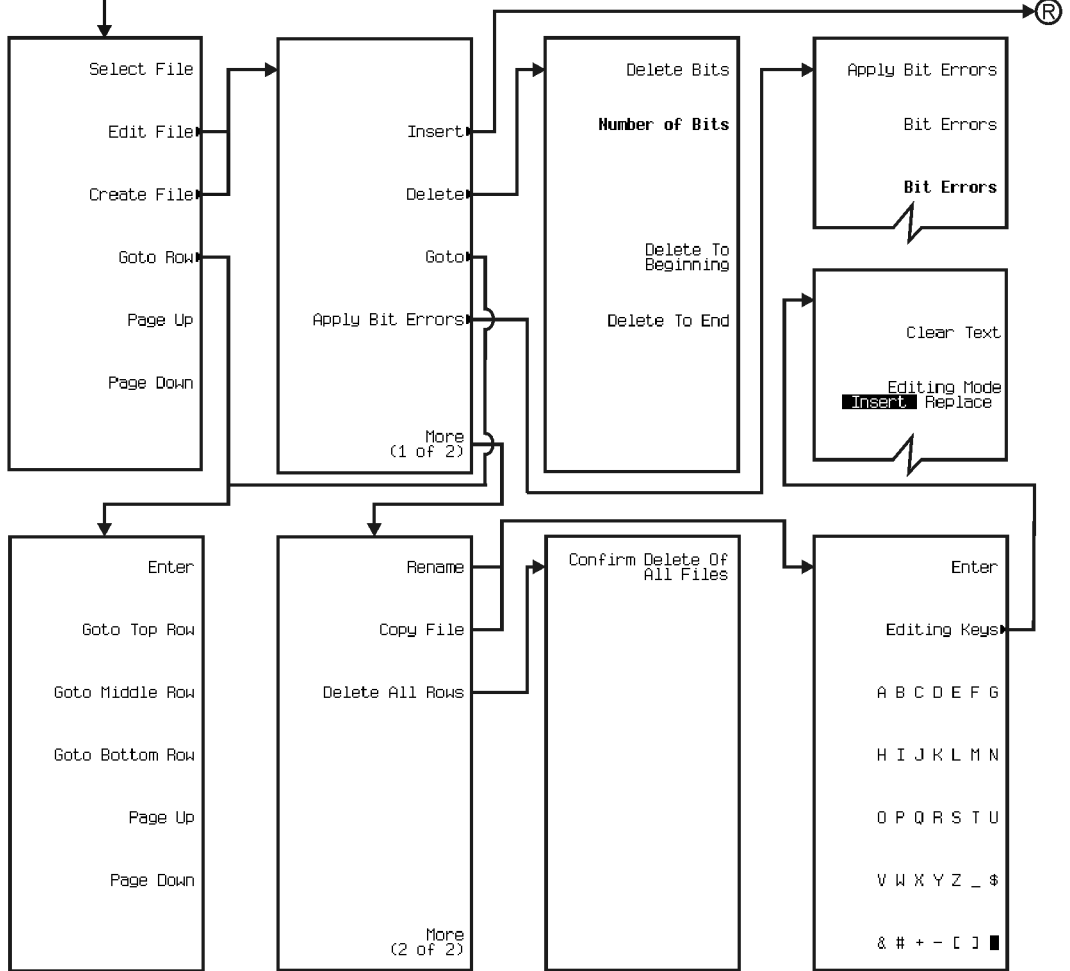 Ⓡ
Select File
Edit File
Create File
Goto Row
Page Up
Page Down
Insert
Delete
Goto
Apply Bit Errors
More
(1 of 2)
Delete Bits
Number of Bits
Delete To
Beginning
Delete To End
Apply Bit Errors
Bit Errors
Bit Errors
Clear Text
Editing Mode
Insert Replace
Enter
Goto Top Row
Goto Middle Row
Goto Bottom Row
Page Up
Page Down
Rename
Copy File
Delete All Rows
More
(2 of 2)
Confirm Delete Of
All Files
Enter
Editing Keys
A B C D E F G
H I J K L M N
O P Q R S T U
V W X Y Z _ $
& # + - [ ] █